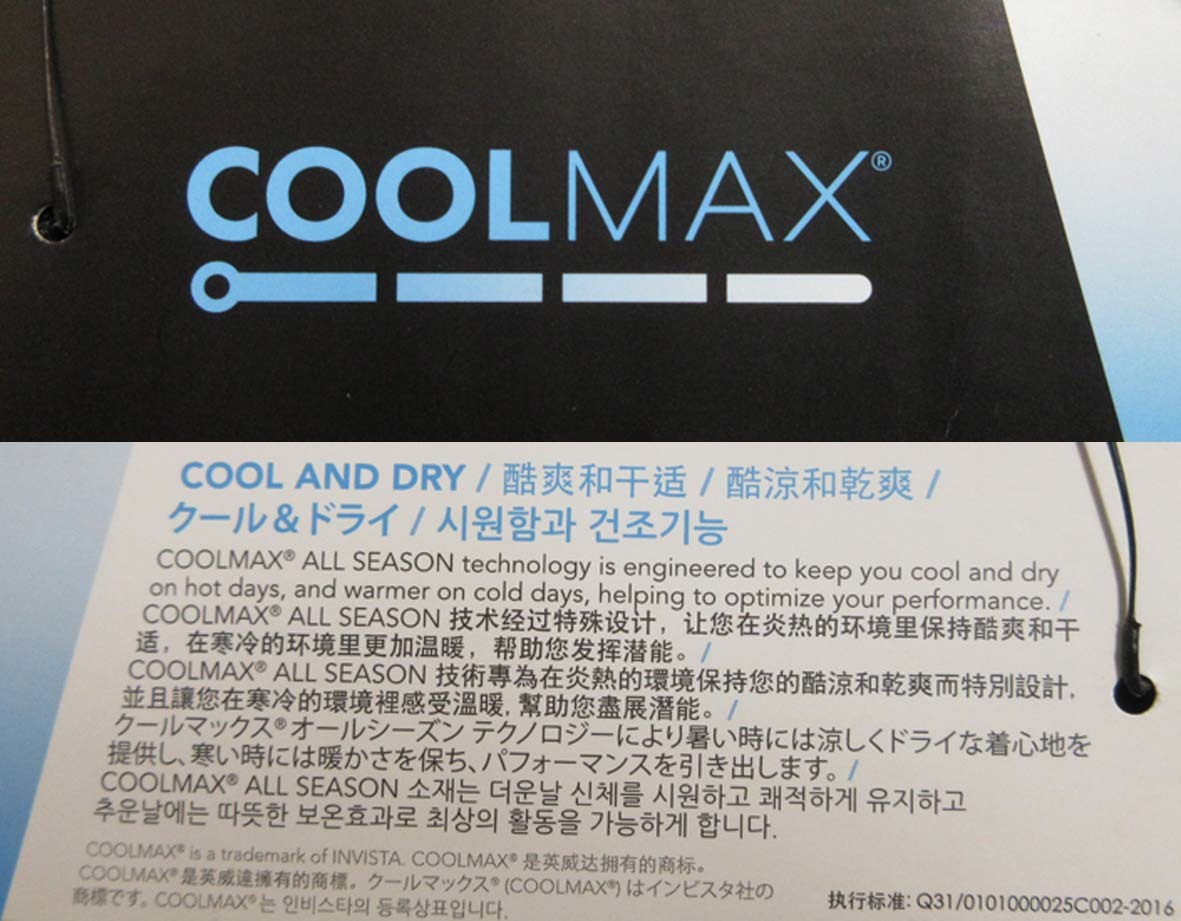 COOLMAX®
COOL AND DRY / 酷爽和干适 / 酷涼和乾爽 /
クール&ドライ / 시원함과 건조기능
COOLMAX® ALL SEASON technology is engineered to keep you cool and dry
on hot days, and warmer on cold days, helping to optimize your performance. /
COOLMAX® ALL SEASON 技术经过特殊设计，让您在炎热的环境里保持酷爽和干
适，在寒冷的环境里更加温暖，帮助您发挥潜能。/
COOLMAX® ALL SEASON 技術專為在炎熱的環境保持您的酷涼和乾爽而特別設計,
並且讓您在寒冷的環境裡感受溫暖, 幫助您盡展潛能。/
クールマックス®オールシーズン テクノロジーにより暑い時には涼しくドライな着心地を
提供し、寒い時には暖かさを保ち、パフォーマンスを引き出します。/
COOLMAX® ALL SEASON 소재는 더운날 신체를 시원하고 쾌적하게 유지하고
추운날에는 따뜻한 보온효과로 최상의 활동을 가능하게 합니다.
COOLMAX® is a trademark of INVISTA. COOLMAX® 是英威达拥有的商标。
COOLMAX® 是英威達擁有的商標。クールマックス® (COOLMAX®) はインビスタ社の
商標です。COOLMAX®는 인비스타의 등록상표입니다.
执行标准: Q31/0101000025C002-2016